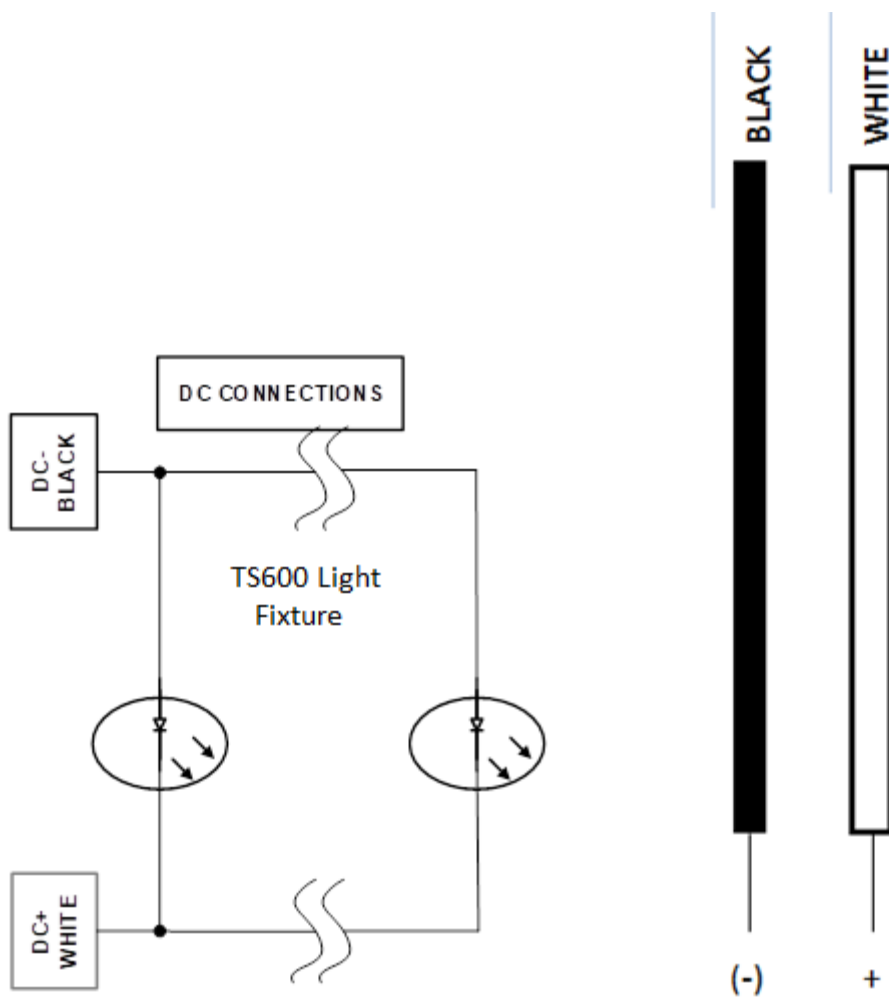 BLACK
WHITE
DC CONNECTIONS
DC-
BLACK
TS600 Light
Fixture
DC+
WHITE
(-)
+